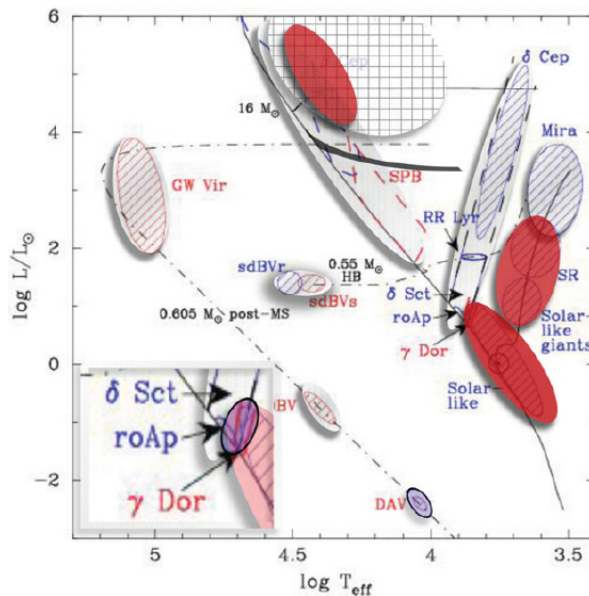 δ Cep
16 M⊙
Mira
GW Vir
SPB
RR Lyr
sdBVr
0.55 M⊙
HB
sdBVs
SR
δ Sct
roAp
Solar-
like
giants
γ Dor
0.605 M⊙ post-MS
Solar-
like
δ Sct
roAp
γ Dor
DAV
log L/L⊙
6
4
2
0
−2
5
4.5
4
3.5
log T_eff